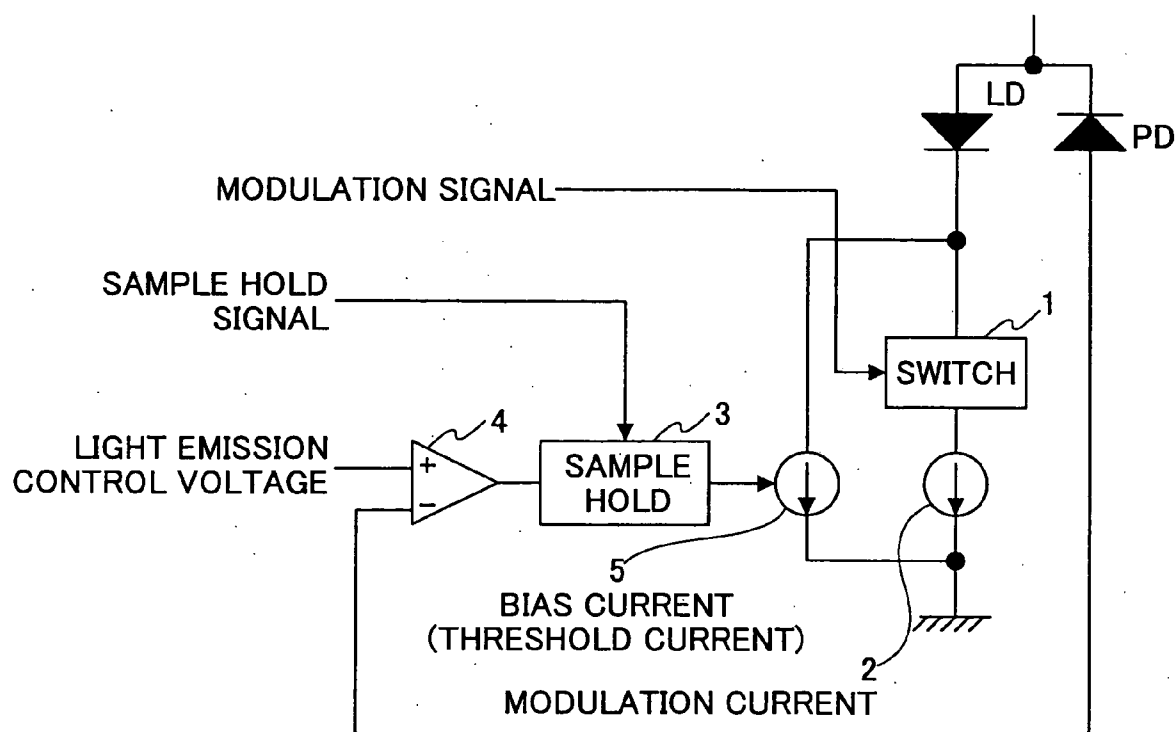 LD
PD
MODULATION SIGNAL
SAMPLE HOLD
SIGNAL
1
SWITCH
4
3
LIGHT EMISSION
CONTROL VOLTAGE
+
−
SAMPLE
HOLD
5
BIAS CURRENT
(THRESHOLD CURRENT)
2
MODULATION CURRENT